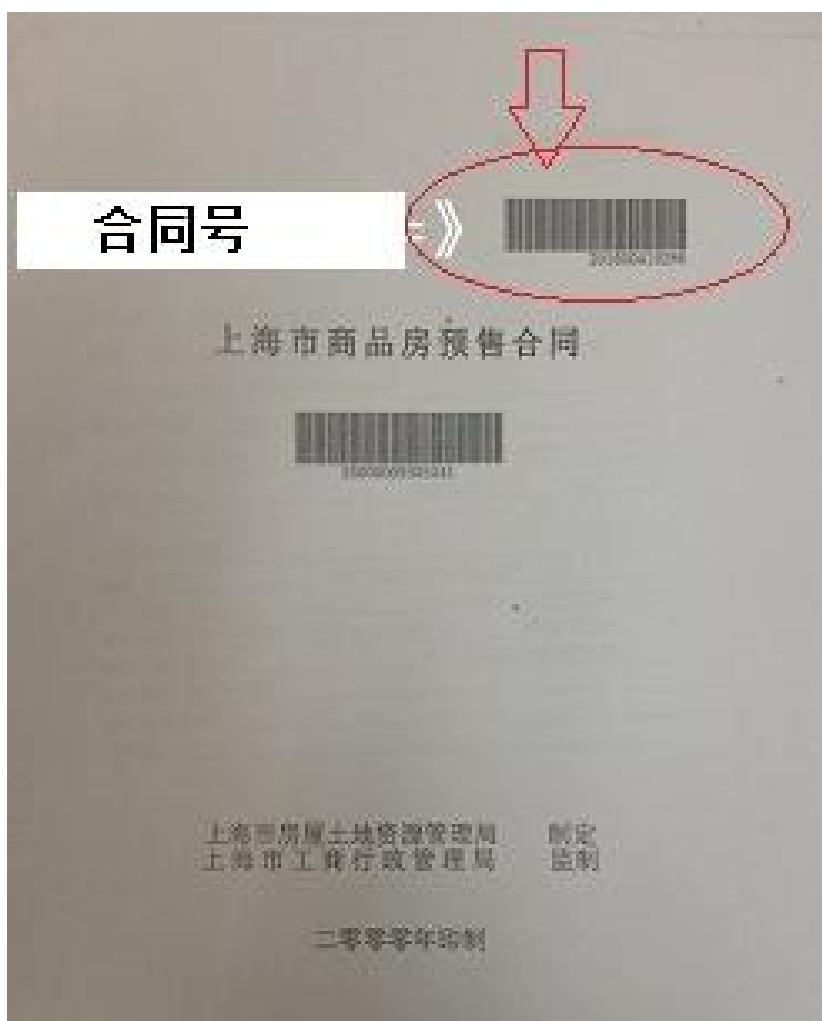 合同号
=》
上海市商品房预售合同
上海市房屋土地资源管理局 制定
上海市工商行政管理局 监制
二零零零年印制